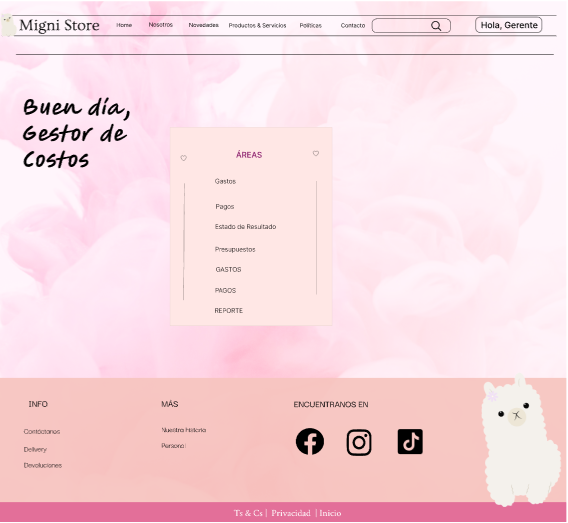 Migni Store Home Nosotros Novedades Productos & Servicios Políticas Contacto Hola, Gerente
Buen día,
Gestor de
Costos
ÁREAS
Gastos
Pagos
Estado de Resultado
Presupuestos
GASTOS
PAGOS
REPORTE
INFO
Contáctanos
Delivery
Devoluciones
MÁS
Nuestra Historia
Personal
ENCUENTRANOS EN
Ts & Cs | Privacidad | Inicio